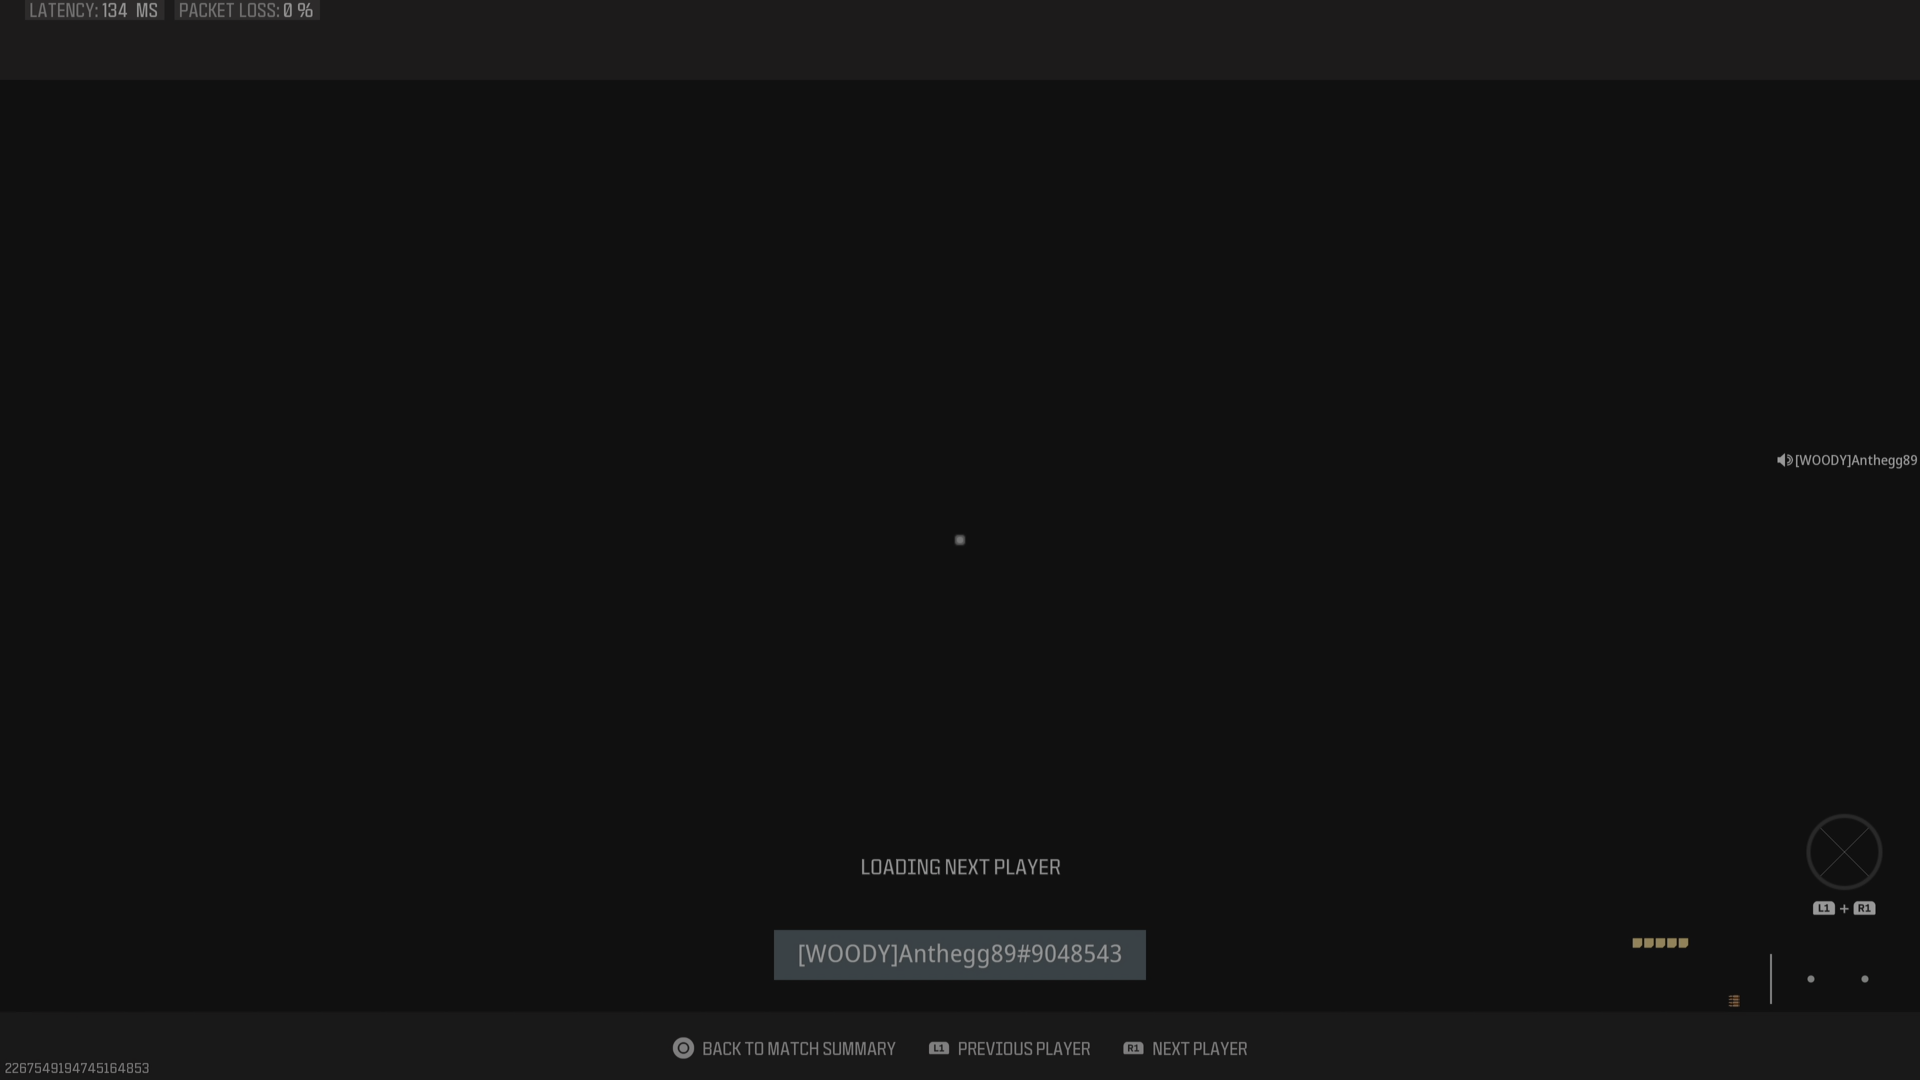 LATENCY: 134 MS PACKET LOSS: 0 %
[WOODY]Anthegg89
LOADING NEXT PLAYER
L1 + R1
[WOODY]Anthegg89#9048543
BACK TO MATCH SUMMARY L1 PREVIOUS PLAYER R1 NEXT PLAYER
2267549194745164853